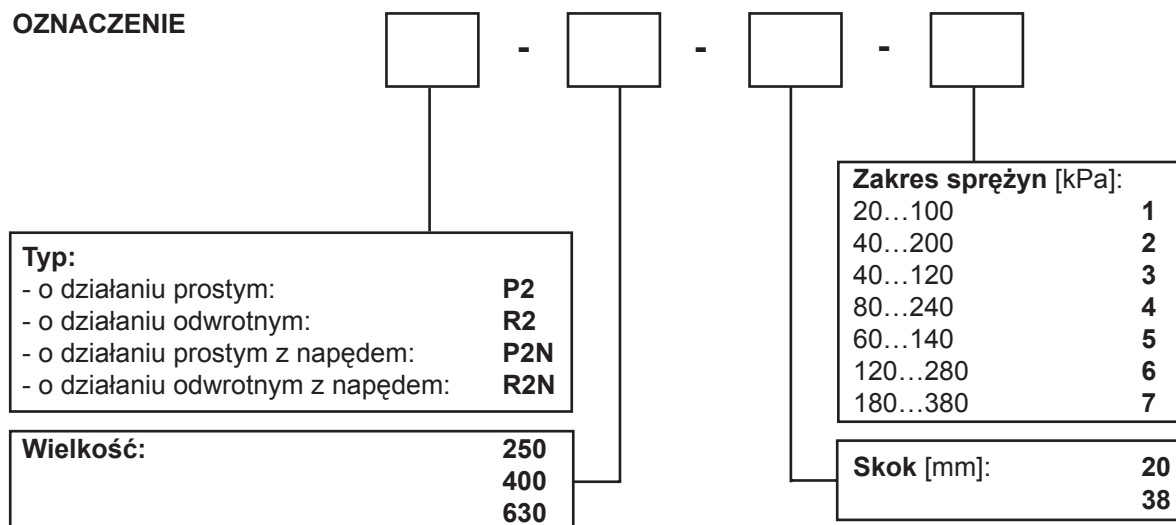 OZNACZENIE
- - -
Typ:
- o działaniu prostym: P2
- o działaniu odwrotnym: R2
- o działaniu prostym z napędem: P2N
- o działaniu odwrotnym z napędem: R2N
Wielkość: 250
400
630
Zakres sprężyn [kPa]:
20…100 1
40…200 2
40…120 3
80…240 4
60…140 5
120…280 6
180…380 7
Skok [mm]: 20
38